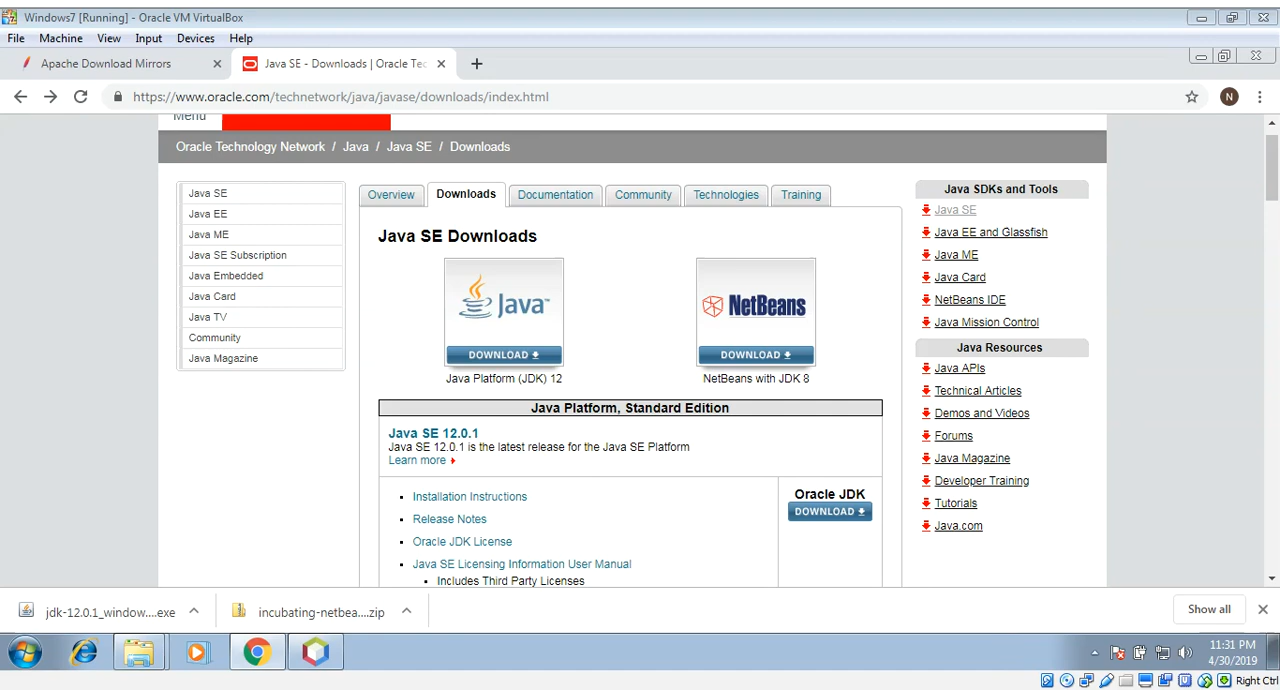 Windows7 [Running] - Oracle VM VirtualBox
File Machine View Input Devices Help
Apache Download Mirrors
Java SE - Downloads | Oracle Tec
https://www.oracle.com/technetwork/java/javase/downloads/index.html
N
Menu
Oracle Technology Network / Java / Java SE / Downloads
Java SE
Java EE
Java ME
Java SE Subscription
Java Embedded
Java Card
Java TV
Community
Java Magazine
Overview
Downloads
Documentation
Community
Technologies
Training
Java SE Downloads
Java™
DOWNLOAD
Java Platform (JDK) 12
NetBeans
DOWNLOAD
NetBeans with JDK 8
Java Platform, Standard Edition
Java SE 12.0.1
Java SE 12.0.1 is the latest release for the Java SE Platform
Learn more
Installation Instructions
Release Notes
Oracle JDK License
Java SE Licensing Information User Manual
Includes Third Party Licenses
Oracle JDK
DOWNLOAD
Java SDKs and Tools
Java SE
Java EE and Glassfish
Java ME
Java Card
NetBeans IDE
Java Mission Control
Java Resources
Java APIs
Technical Articles
Demos and Videos
Forums
Java Magazine
Developer Training
Tutorials
Java.com
jdk-12.0.1_window....exe
incubating-netbea....zip
Show all
11:31 PM
4/30/2019
Right Ctrl